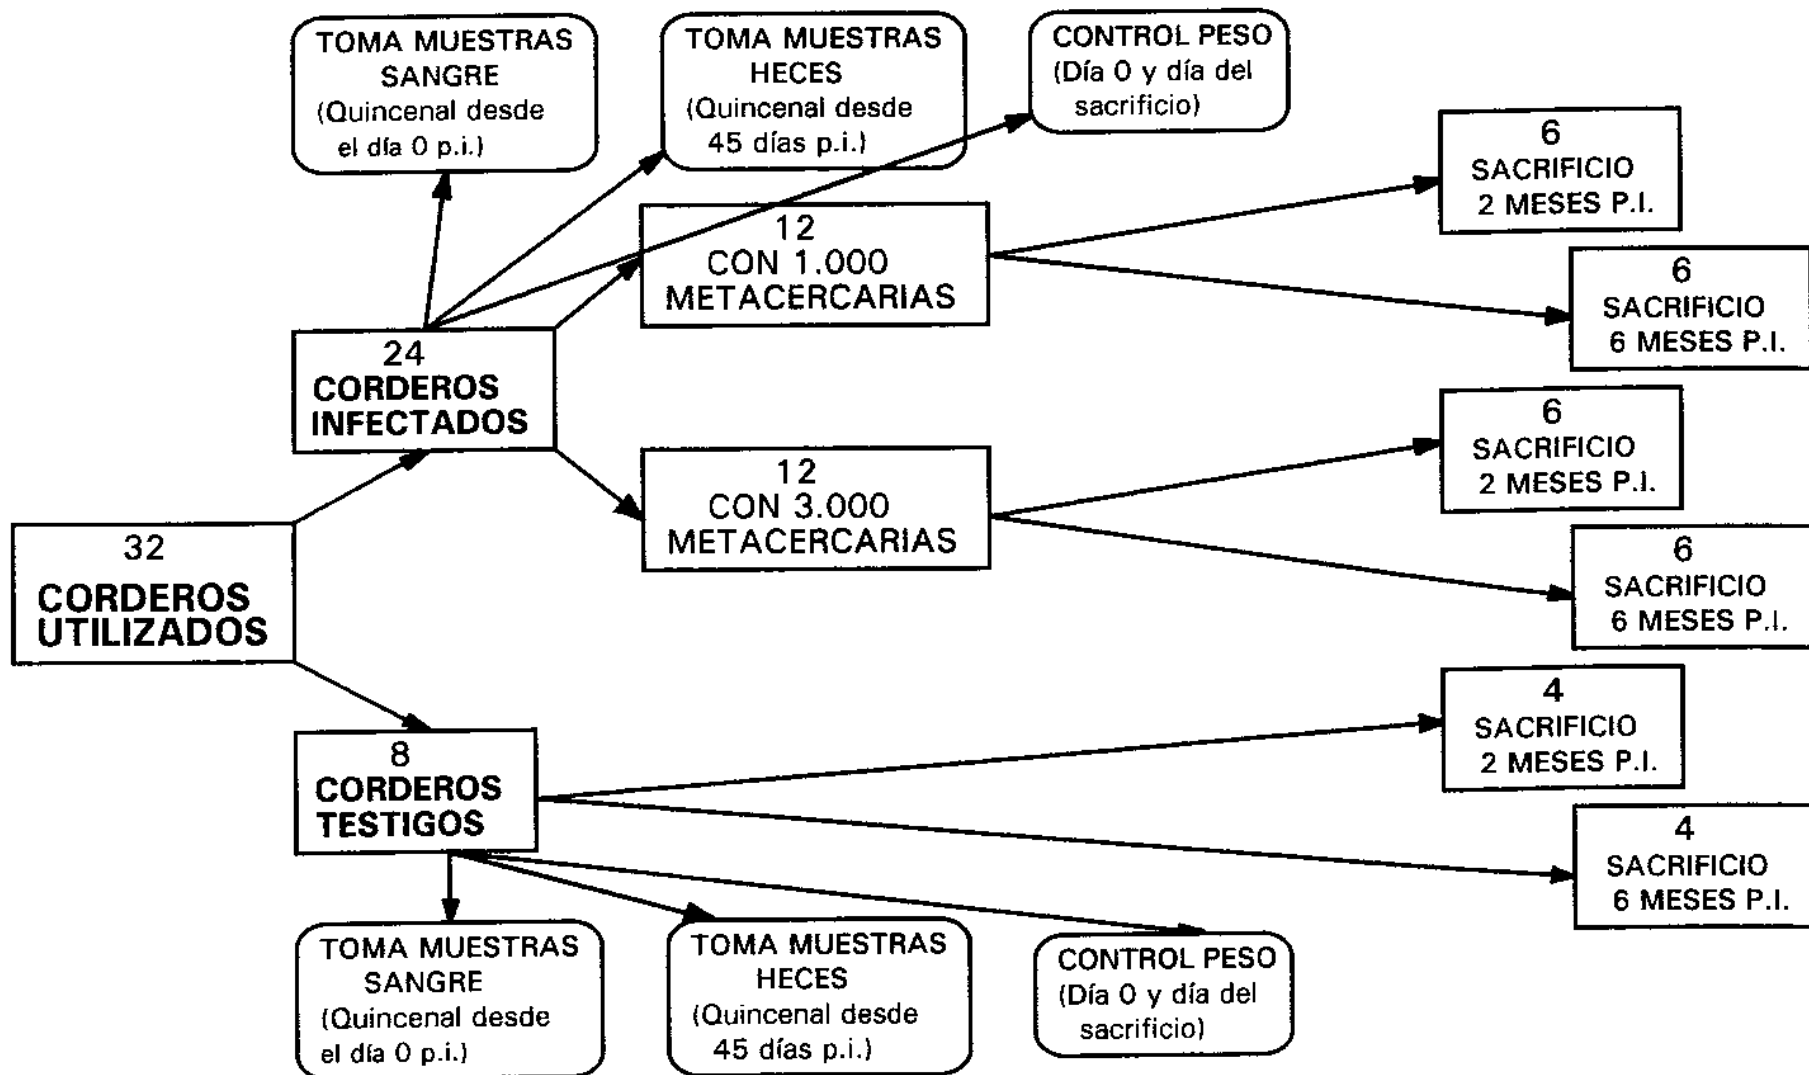 TOMA MUESTRAS
SANGRE
(Quincenal desde
el día 0 p.i.)
TOMA MUESTRAS
HECES
(Quincenal desde
45 días p.i.)
CONTROL PESO
(Día 0 y día del
sacrificio)
6
SACRIFICIO
2 MESES P.I.
12
CON 1.000
METACERCARIAS
6
SACRIFICIO
6 MESES P.I.
24
CORDEROS
INFECTADOS
6
SACRIFICIO
2 MESES P.I.
12
CON 3.000
METACERCARIAS
32
CORDEROS
UTILIZADOS
6
SACRIFICIO
6 MESES P.I.
4
SACRIFICIO
2 MESES P.I.
8
CORDEROS
TESTIGOS
4
SACRIFICIO
6 MESES P.I.
TOMA MUESTRAS
SANGRE
(Quincenal desde
el día 0 p.i.)
TOMA MUESTRAS
HECES
(Quincenal desde
45 días p.i.)
CONTROL PESO
(Día 0 y día del
sacrificio)